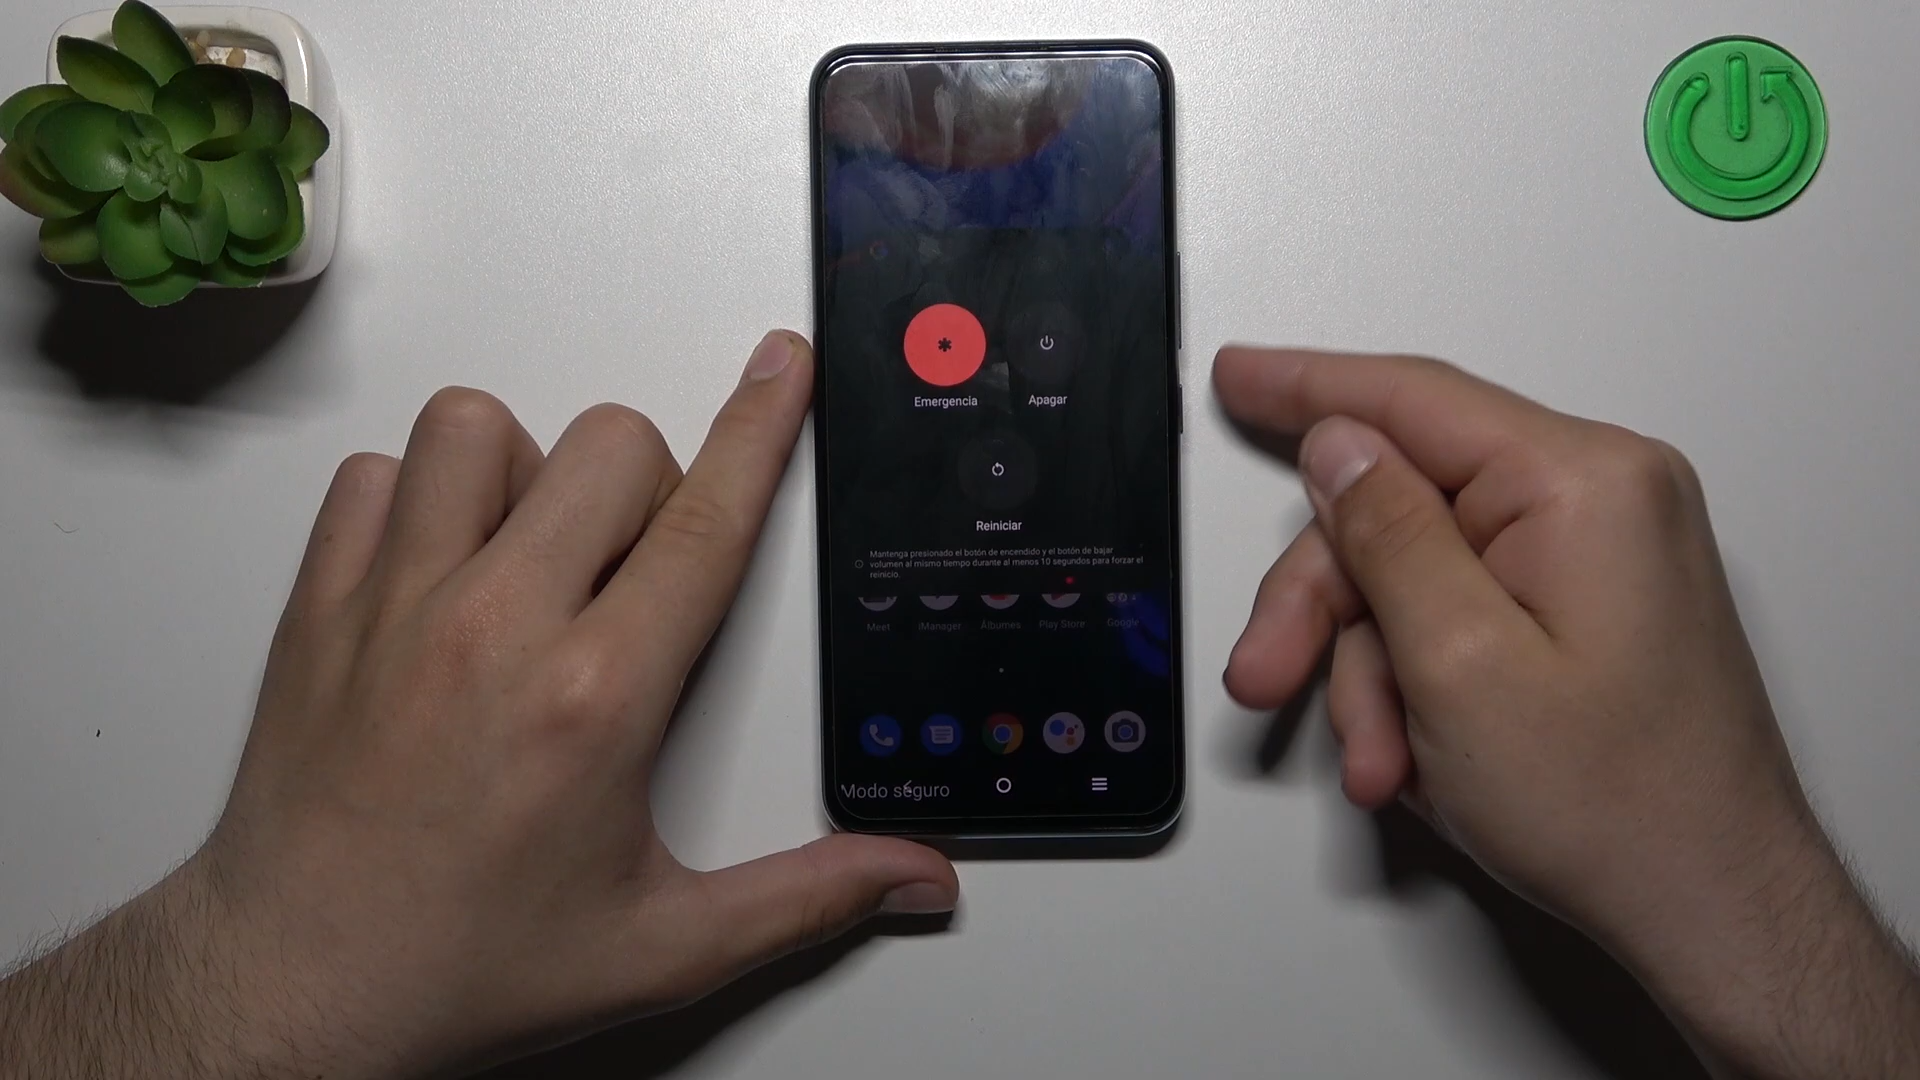 Emergencia
Apagar
Reiniciar
Mantenga presionado el botón de encendido y el botón de bajar
volumen al mismo tiempo durante al menos 10 segundos para forzar el
reinicio.
Meet
iManager
Álbumes
Play Store
Google
Modo seguro